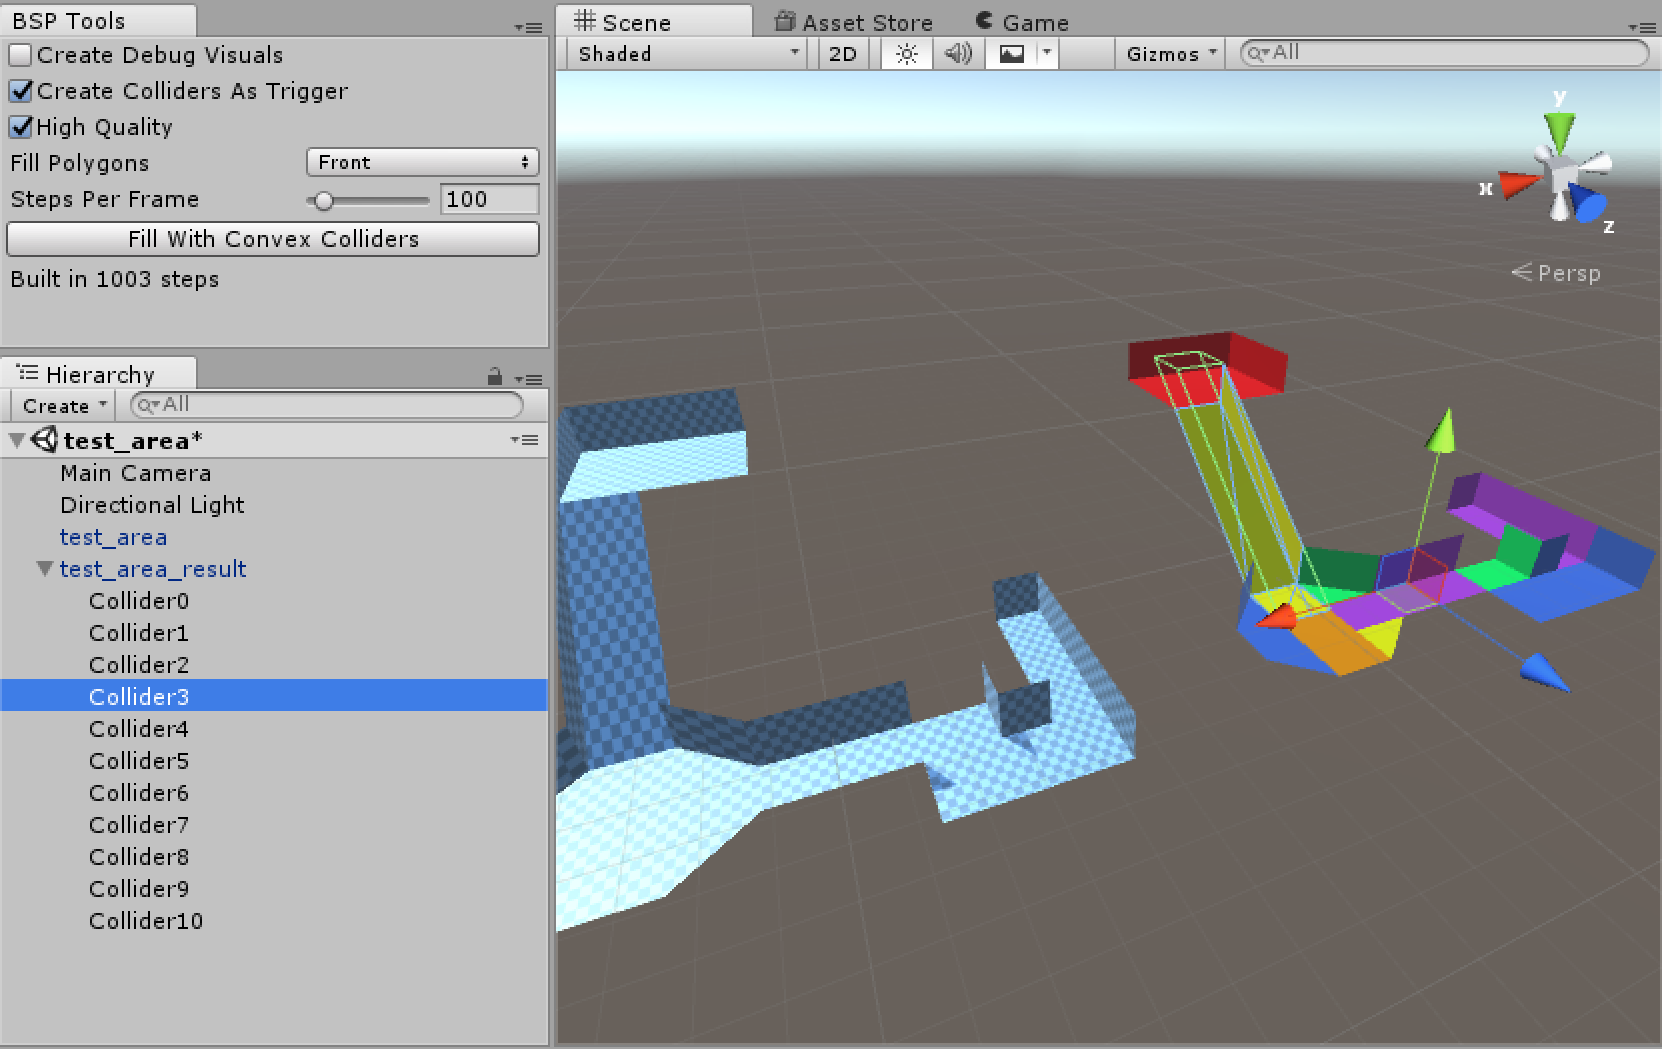 BSP Tools
Create Debug Visuals
Create Colliders As Trigger
High Quality
Fill Polygons Front
Steps Per Frame 100
Fill With Convex Colliders
Built in 1003 steps
Hierarchy
Create All
test_area*
Main Camera
Directional Light
test_area
test_area_result
Collider0
Collider1
Collider2
Collider3
Collider4
Collider5
Collider6
Collider7
Collider8
Collider9
Collider10
Scene Asset Store Game
Shaded 2D Gizmos All
y
x
z
Persp